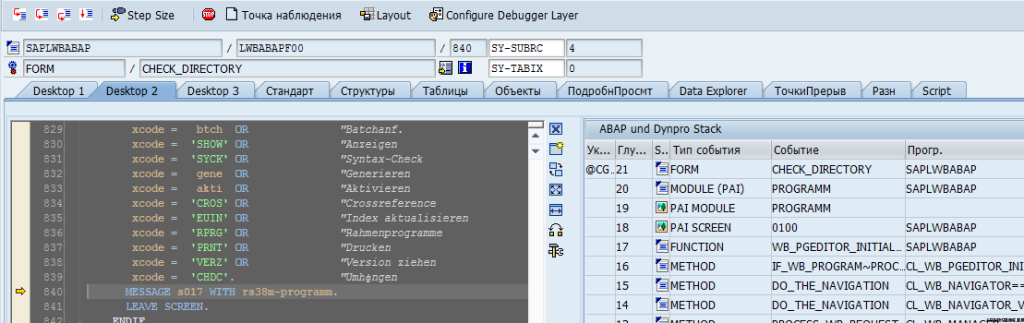 Step Size Точка наблюдения Layout Configure Debugger Layer
SAPLWBABAP / LWBABAPF00 / 840 SY-SUBRC 4
FORM / CHECK_DIRECTORY SY-TABIX 0
Desktop 1 Desktop 2 Desktop 3 Стандарт Структуры Таблицы Объекты ПодробнПросмт Data Explorer ТочкиПрерыв Разн Script
829 xcode = btch OR "Batchanf.
830 xcode = 'SHOW' OR "Anzeigen
831 xcode = 'SYCK' OR "Syntax-Check
832 xcode = gene OR "Generieren
833 xcode = akti OR "Aktivieren
834 xcode = 'CROS' OR "Crossreference
835 xcode = 'EUIN' OR "Index aktualisieren
836 xcode = 'RPRG' OR "Rahmenprogramme
837 xcode = 'PRNT' OR "Drucken
838 xcode = 'VERZ' OR "Version ziehen
839 xcode = 'CHDC'. "Umhängen
840 MESSAGE s017 WITH rs38m-programm.
841 LEAVE SCREEN.
842 ENDIF
ABAP und Dynpro Stack
Ук... Глу... S.. Тип события Событие Прогр.
@CG... 21 FORM CHECK_DIRECTORY SAPLWBABAP
20 MODULE (PAI) PROGRAMM SAPLWBABAP
19 PAI MODULE PROGRAMM
18 PAI SCREEN 0100 SAPLWBABAP
17 FUNCTION WB_PGEDITOR_INITIAL... SAPLWBABAP
16 METHOD IF_WB_PROGRAM~PROC... CL_WB_PGEDITOR_INI
15 METHOD DO_THE_NAVIGATION CL_WB_NAVIGATOR==
14 METHOD DO_THE_NAVIGATION CL_WB_NAVIGATOR_V
12 METHOD PROCESS_WB_REQUEST CL_WB_MANAG